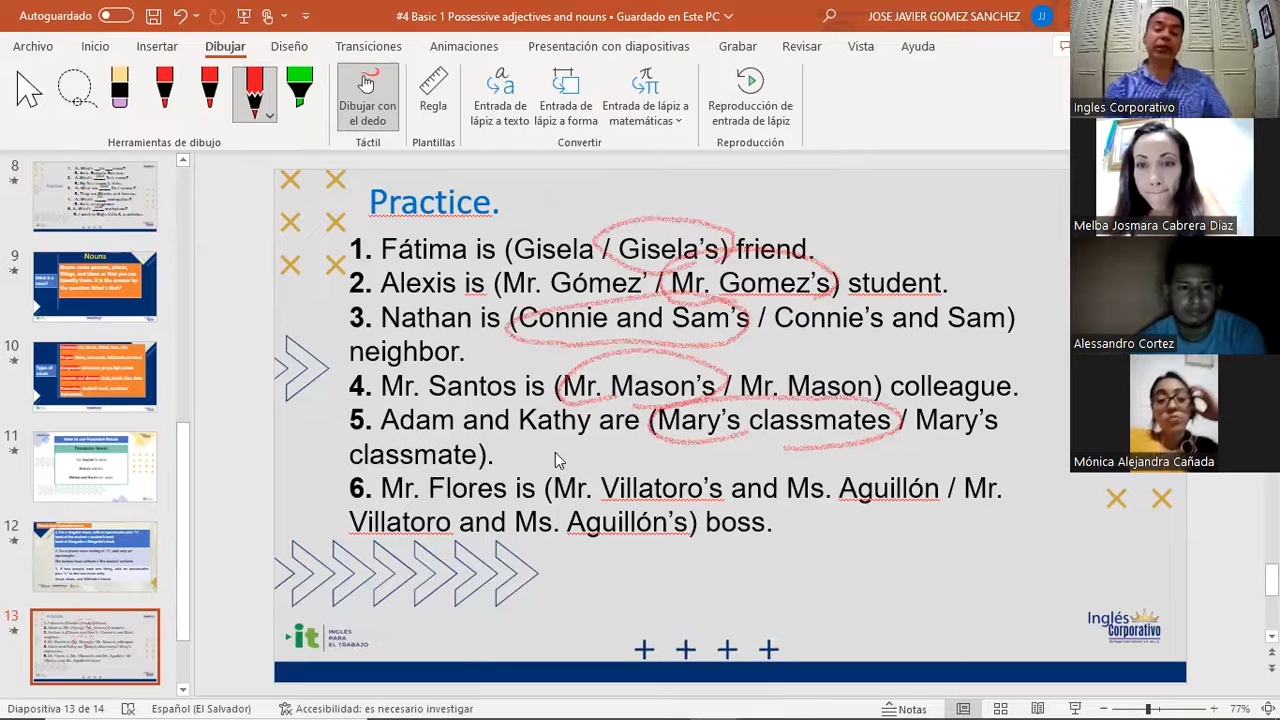 Autoguardado
#4 Basic 1 Possessive adjectives and nouns • Guardado en Este PC
JOSE JAVIER GOMEZ SANCHEZ
JJ
Archivo Inicio Insertar Dibujar Diseño Transiciones Animaciones Presentación con diapositivas Grabar Revisar Vista Ayuda
Dibujar con el dedo
Regla
Entrada de lápiz a texto
Entrada de lápiz a forma
Entrada de lápiz a matemáticas
Reproducción de entrada de lápiz
Herramientas de dibujo
Táctil
Plantillas
Convertir
Reproducción
Nouns
10
11
12
13
Practice.
1. Fátima is (Gisela / Gisela’s) friend.
2. Alexis is (Mr. Gómez’ / Mr. Gomez’s) student.
3. Nathan is (Connie and Sam’s / Connie’s and Sam)
neighbor.
4. Mr. Santos is (Mr. Mason’s / Mr. Mason) colleague.
5. Adam and Kathy are (Mary’s classmates / Mary’s
classmate).
6. Mr. Flores is (Mr. Villatoro’s and Ms. Aguillón / Mr.
Villatoro and Ms. Aguillón’s) boss.
it INGLÉS
PARA
EL TRABAJO
Inglés
Corporativo
Ingles Corporativo
Melba Josmara Cabrera Diaz
Alessandro Cortez
Mónica Alejandra Cañada
Diapositiva 13 de 14
Español (El Salvador)
Accesibilidad: es necesario investigar
Notas
77%